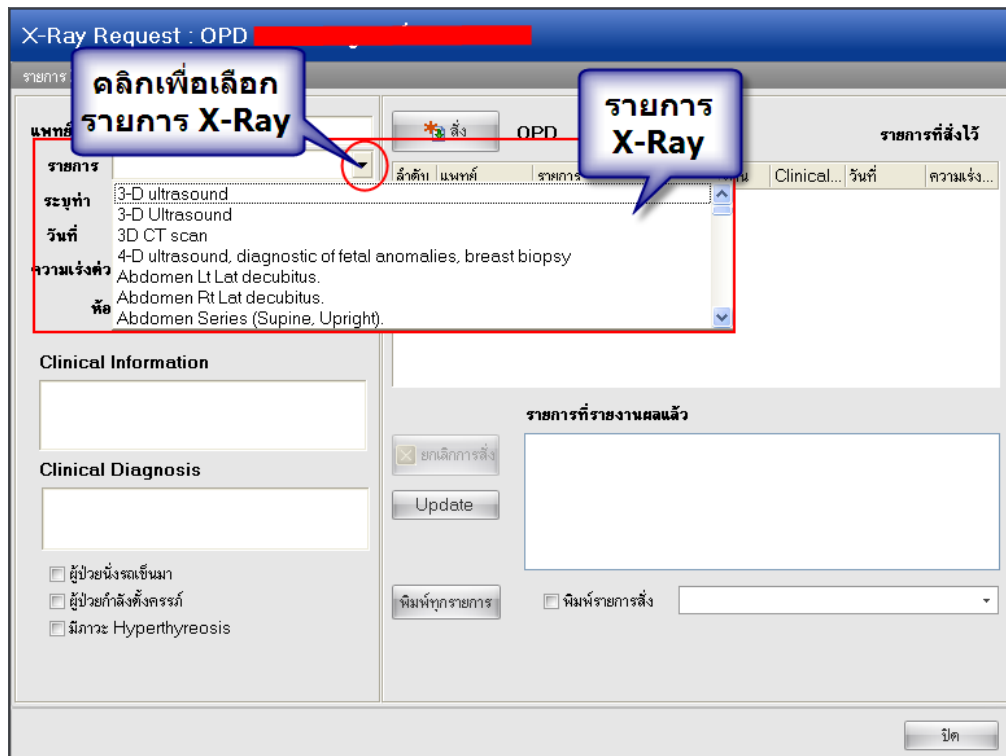 X-Ray Request : OPD
รายการ
คลิกเพื่อเลือก
รายการ X-Ray
แพทย์
สั่ง
OPD
รายการ
X-Ray
รายการที่สั่งไว้
รายการ
ลำดับ แพทย์ รายการ Clinical... วันที่ ความเร่ง...
3-D ultrasound
ระบุท่า
3-D Ultrasound
วันที่
3D CT scan
ความเร่งด่ว
4-D ultrasound, diagnostic of fetal anomalies, breast biopsy
Abdomen Lt Lat decubitus.
ห้อ
Abdomen Rt Lat decubitus.
Abdomen Series (Supine, Upright).
Clinical Information
รายการที่รายงานผลแล้ว
ยกเลิกการสั่ง
Clinical Diagnosis
Update
ผู้ป่วยนั่งรถเข็นมา
ผู้ป่วยกำลังตั้งครรภ์
พิมพ์ทุกรายการ
พิมพ์รายการสั่ง
มีภาวะ Hyperthyreosis
ปิด